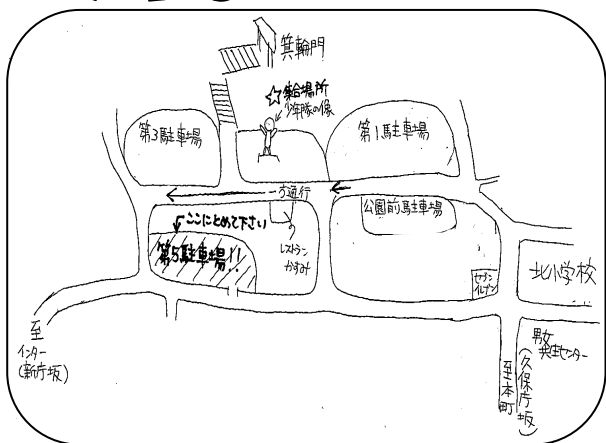 箕輪門
☆集合場所
少年隊の像
第3駐車場
第1駐車場
一方通行
公園前駐車場
ここにとめて下さい
第5駐車場!!
レストラン
かすみ
セブン
イレブン
北小学校
至
インター
(新庁坂)
男女
共生センター
至本町
(久保庁坂)